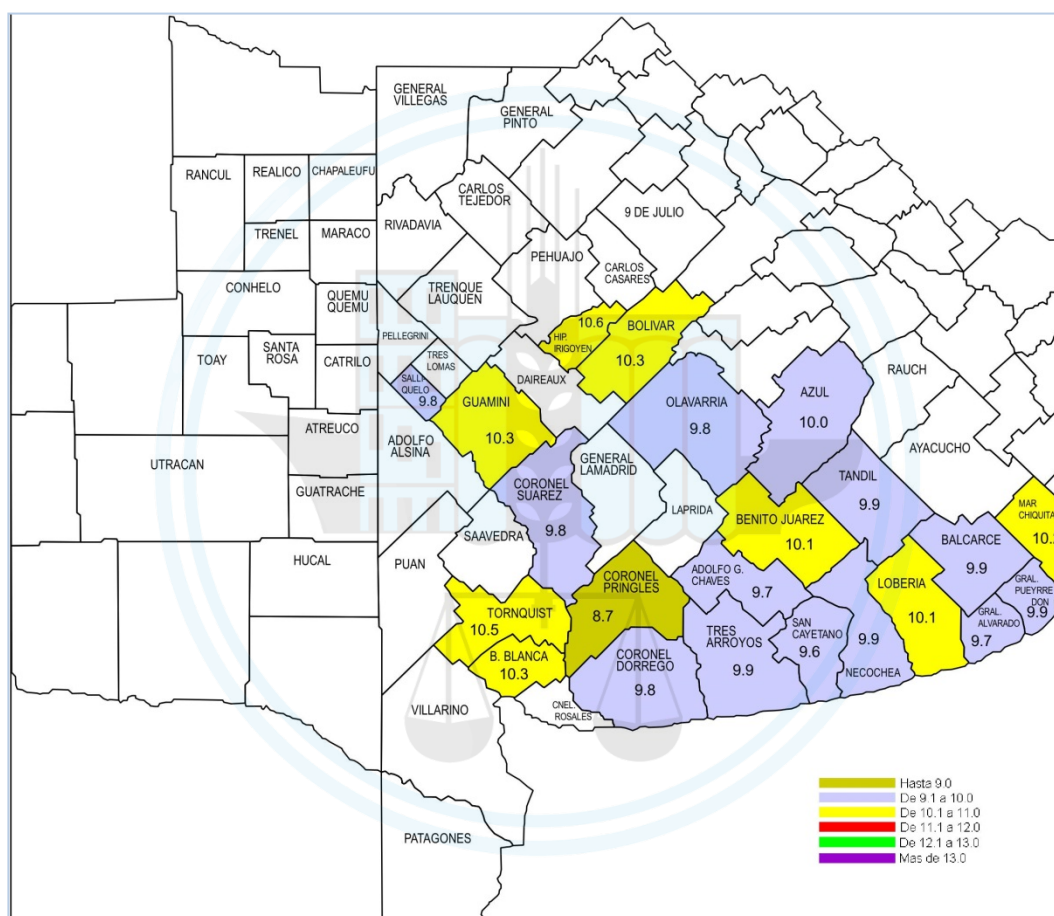 GENERAL
VILLEGAS
GENERAL
PINTO
RANCUL
REALICO
CHAPALEUFU
CARLOS
TEJEDOR
RIVADAVIA
9 DE JULIO
TRENEL
MARACO
PEHUAJO
CARLOS
CASARES
CONHELO
QUEMU
QUEMU
TRENQUE
LAUQUEN
10.6
HIP.
IRIGOYEN
BOLIVAR
10.3
PELLEGRINI
TRES
LOMAS
TOAY
SANTA
ROSA
CATRILO
DAIREAUX
RAUCH
SALLI
QUELO
9.8
GUAMINI
10.3
OLAVARRIA
9.8
AZUL
10.0
ATREUCO
ADOLFO
ALSINA
AYACUCHO
UTRACAN
GENERAL
LAMADRID
TANDIL
9.9
CORONEL
SUAREZ
9.8
GUATRACHE
LAPRIDA
BENITO JUAREZ
10.1
MAR
CHIQUITA
SAAVEDRA
BALCARCE
9.9
HUCAL
PUAN
ADOLFO G.
CHAVES
9.7
CORONEL
PRINGLES
8.7
LOBERIA
10.1
GRAL.
PUEYRRE
DON
9.9
GRAL.
ALVARADO
9.7
TORNQUIST
10.5
SAN
CAYETANO
9.6
TRES
ARROYOS
9.9
9.9
NECOCHEA
B. BLANCA
10.3
CORONEL
DORREGO
9.8
VILLARINO
CNEL.
ROSALES
PATAGONES
Hasta 9.0
De 9.1 a 10.0
De 10.1 a 11.0
De 11.1 a 12.0
De 12.1 a 13.0
Mas de 13.0